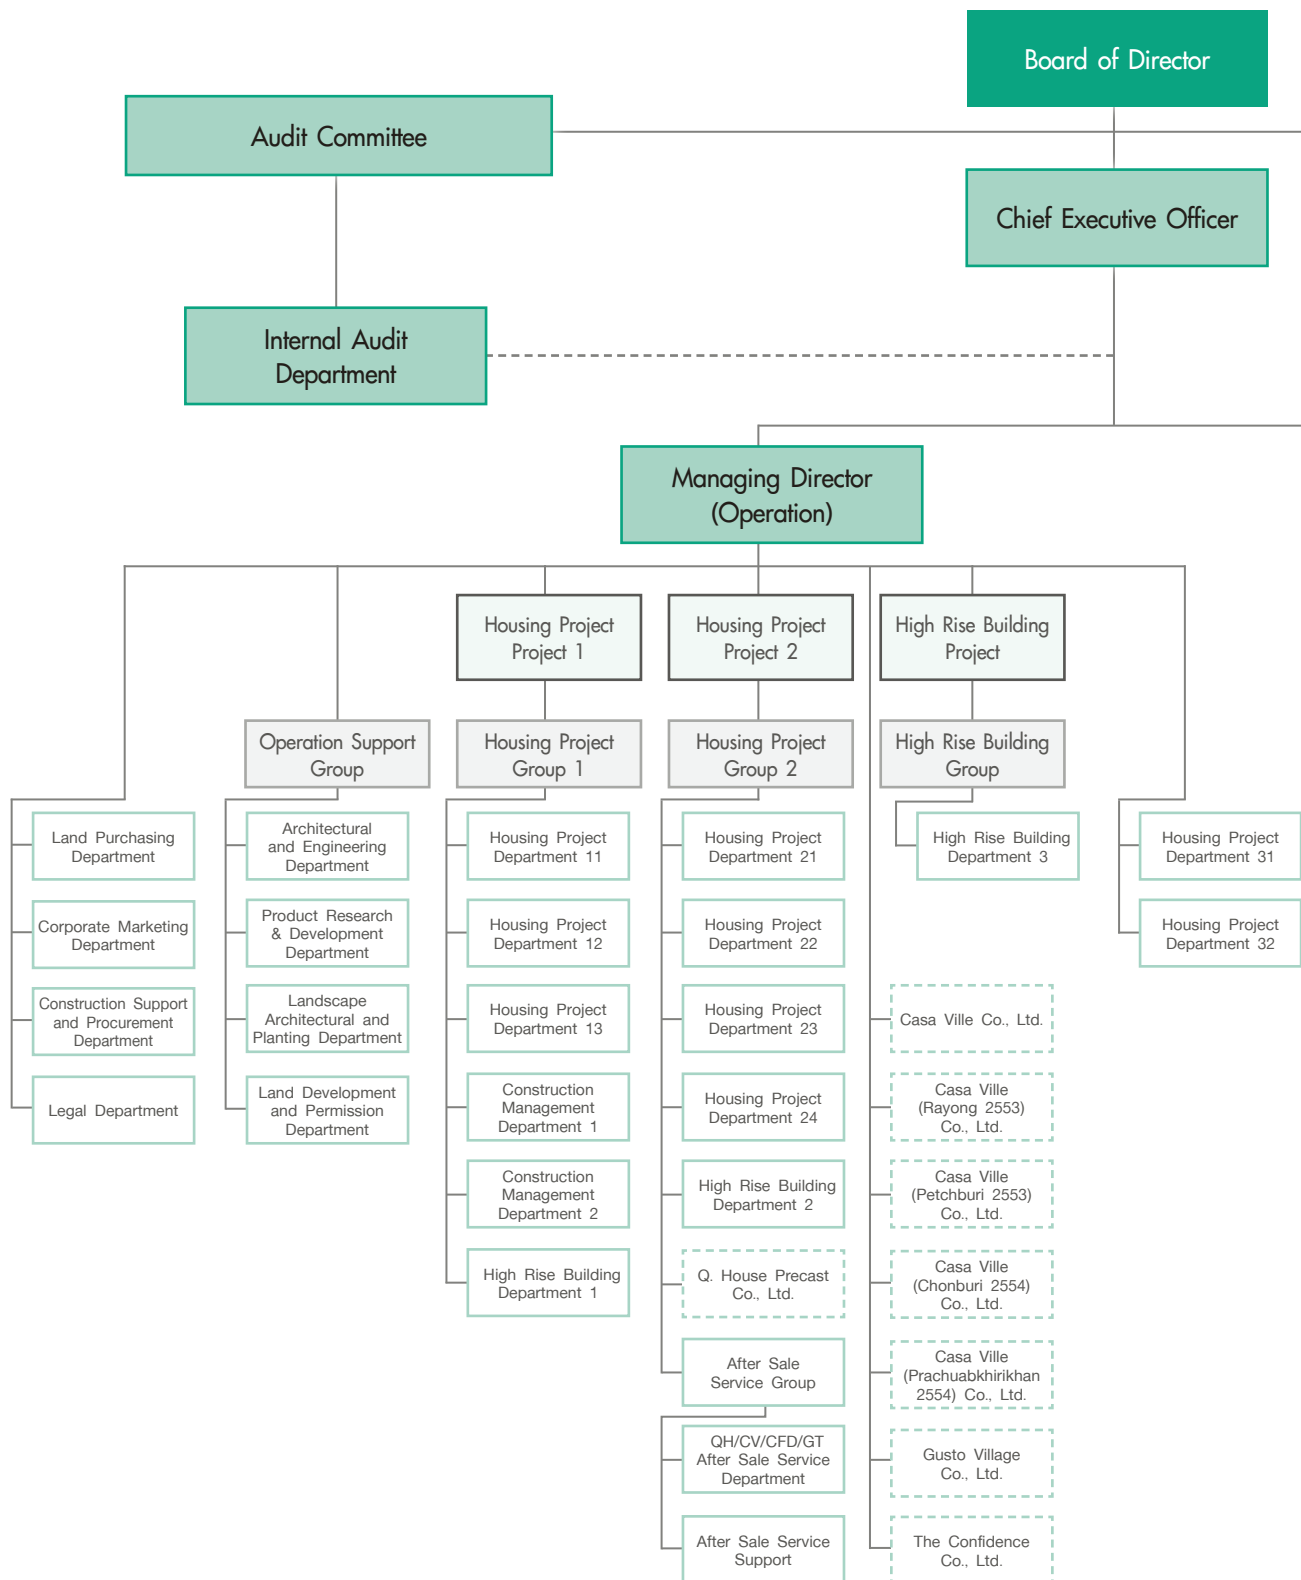 Board of Director
Audit Committee
Chief Executive Officer
Internal Audit
Department
Managing Director
(Operation)
Housing Project
Project 1
Housing Project
Project 2
High Rise Building
Project
Operation Support
Group
Housing Project
Group 1
Housing Project
Group 2
High Rise Building
Group
Land Purchasing
Department
Corporate Marketing
Department
Construction Support
and Procurement
Department
Legal Department
Architectural
and Engineering
Department
Product Research
& Development
Department
Landscape
Architectural and
Planting Department
Land Development
and Permission
Department
Housing Project
Department 11
Housing Project
Department 12
Housing Project
Department 13
Construction
Management
Department 1
Construction
Management
Department 2
High Rise Building
Department 1
Housing Project
Department 21
Housing Project
Department 22
Housing Project
Department 23
Housing Project
Department 24
High Rise Building
Department 2
Q. House Precast
Co., Ltd.
After Sale
Service Group
QH/CV/CFD/GT
After Sale Service
Department
After Sale Service
Support
High Rise Building
Department 3
Casa Ville Co., Ltd.
Casa Ville
(Rayong 2553)
Co., Ltd.
Casa Ville
(Petchburi 2553)
Co., Ltd.
Casa Ville
(Chonburi 2554)
Co., Ltd.
Casa Ville
(Prachuabkhirikhan
2554) Co., Ltd.
Gusto Village
Co., Ltd.
The Confidence
Co., Ltd.
Housing Project
Department 31
Housing Project
Department 32